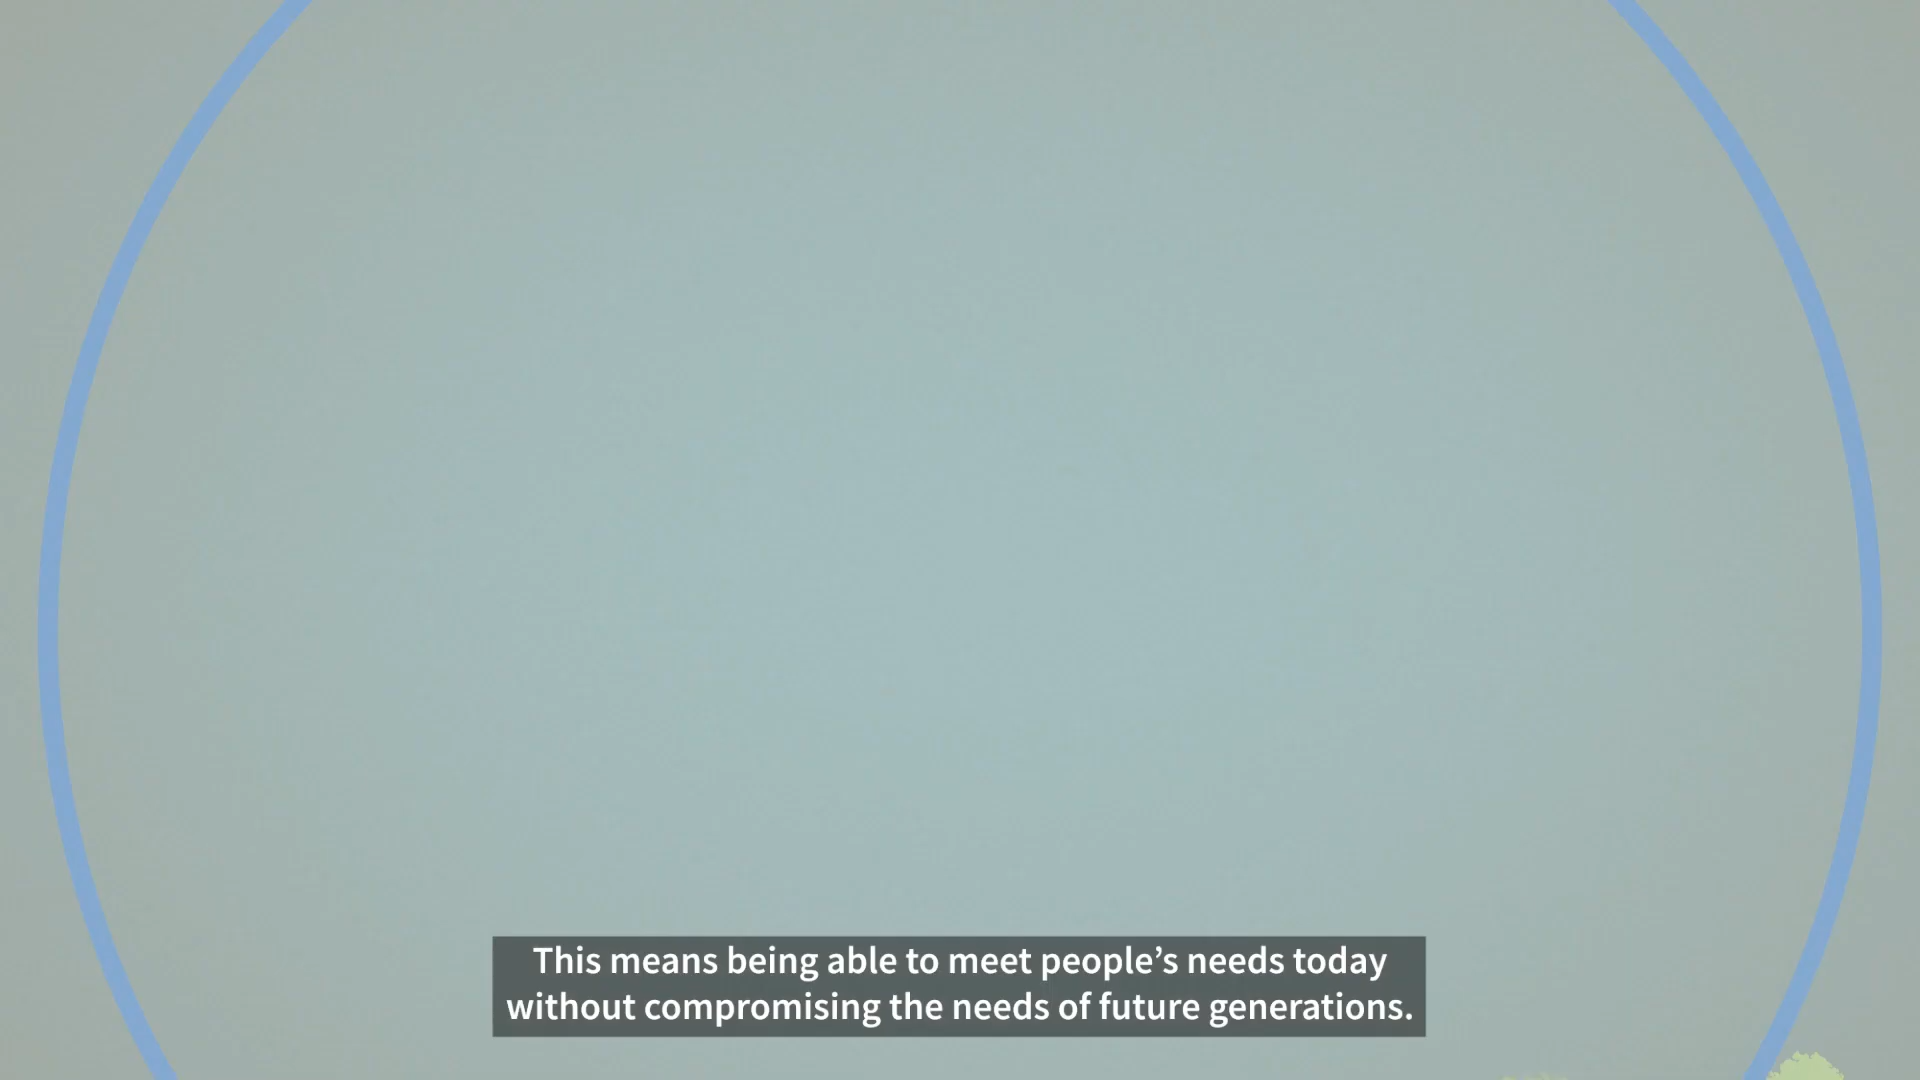 This means being able to meet people’s needs today
without compromising the needs of future generations.